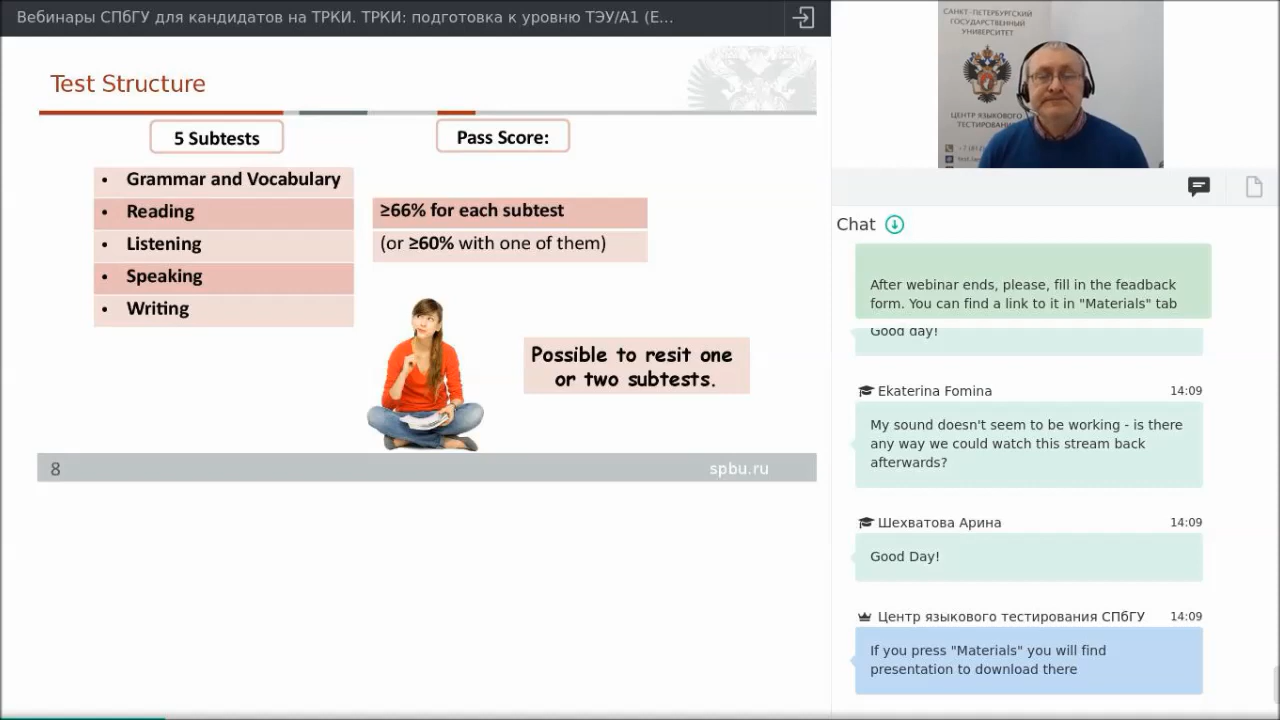 Вебинары СПбГУ для кандидатов на ТРКИ. ТРКИ: подготовка к уровню ТЭУ/А1 (Е...
Test Structure
5 Subtests
Pass Score:
• Grammar and Vocabulary
• Reading
• Listening
• Speaking
• Writing
≥66% for each subtest
(or ≥60% with one of them)
Possible to resit one
or two subtests.
8
spbu.ru
САНКТ-ПЕТЕРБУРГСКИЙ
ГОСУДАРСТВЕННЫЙ
УНИВЕРСИТЕТ
ЦЕНТР ЯЗЫКОВОГО
ТЕСТИРОВАНИ
Chat
After webinar ends, please, fill in the feadback
form. You can find a link to it in "Materials" tab
Good day!
Ekaterina Fomina
14:09
My sound doesn't seem to be working - is there
any way we could watch this stream back
afterwards?
Шехватова Арина
14:09
Good Day!
Центр языкового тестирования СПбГУ
14:09
If you press "Materials" you will find
presentation to download there